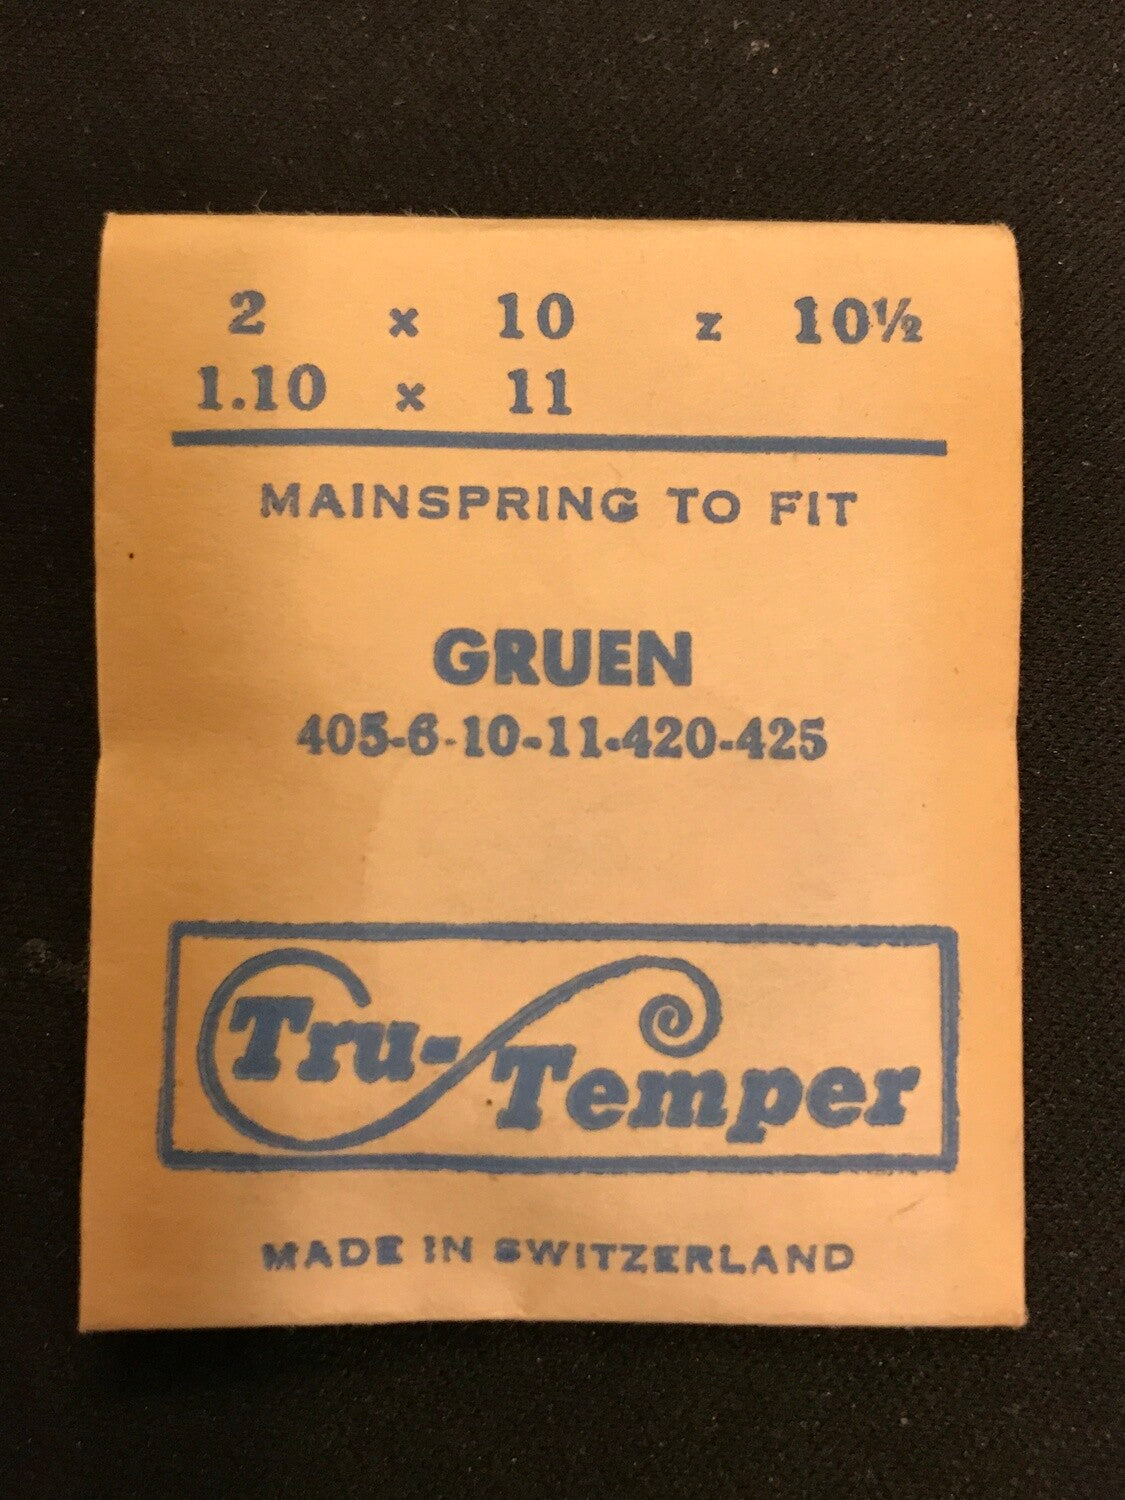 2 x 10 z 10½
1.10 x 11
MAINSPRING TO FIT
GRUEN
405-6-10-11-420-425
Tru-Temper
MADE IN SWITZERLAND